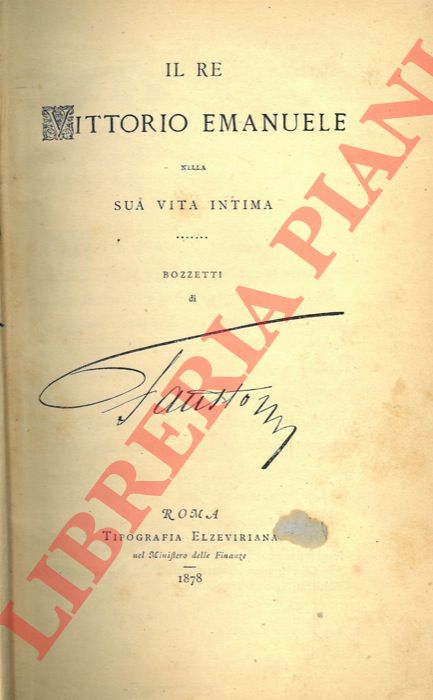 IL RE
VITTORIO EMANUELE
NELLA
SUA VITA INTIMA
BOZZETTI
di
Fausto
ROMA
TIPOGRAFIA ELZEVIRIANA
nel Miniſtero delle Finanze
1878
LIBRERIA PIANI